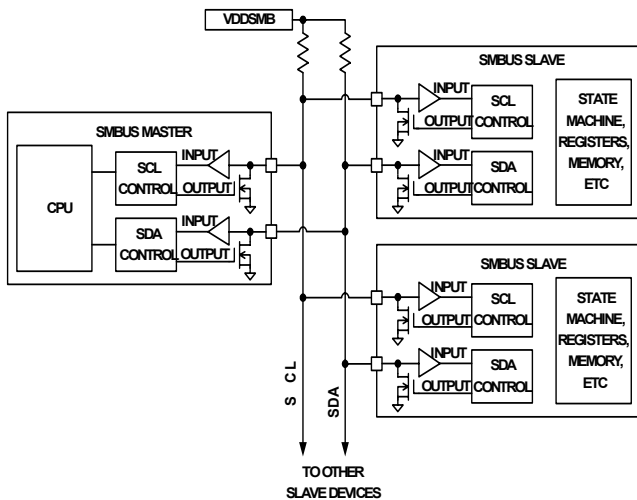 VDDSMB
SMBUS MASTER
CPU
SCL
CONTROL
INPUT
OUTPUT
SDA
CONTROL
INPUT
OUTPUT
SMBUS SLAVE
INPUT
OUTPUT
SCL
CONTROL
INPUT
OUTPUT
SDA
CONTROL
STATE
MACHINE,
REGISTERS,
MEMORY,
ETC
SMBUS SLAVE
INPUT
OUTPUT
SCL
CONTROL
INPUT
OUTPUT
SDA
CONTROL
STATE
MACHINE,
REGISTERS,
MEMORY,
ETC
S CL
SDA
TO OTHER
SLAVE DEVICES